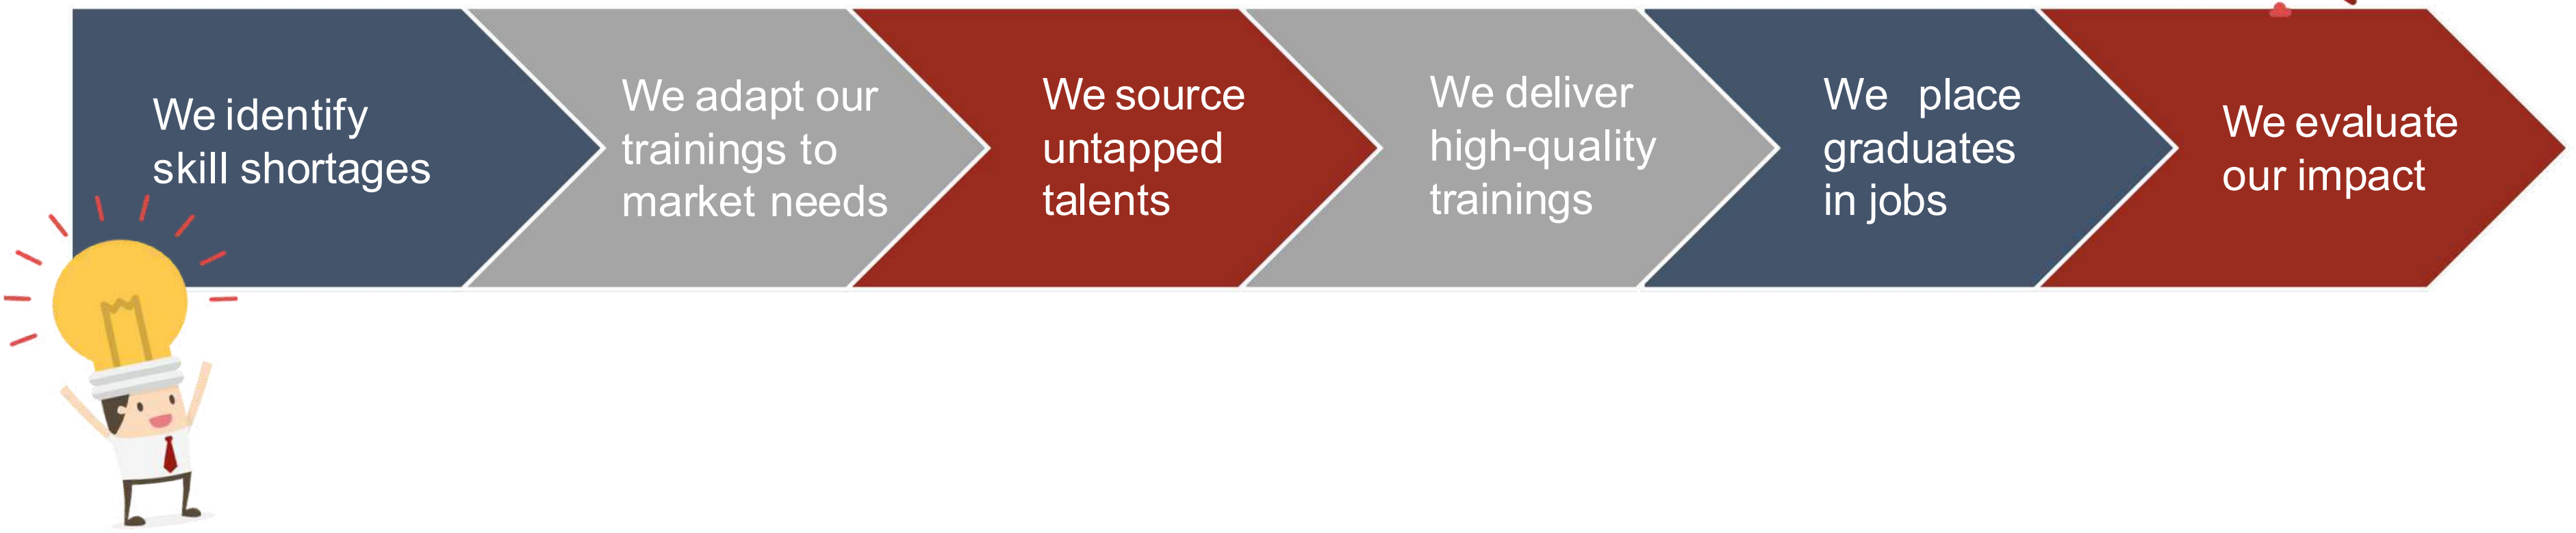 We identify
skill shortages
We adapt our
trainings to
market needs
We source
untapped
talents
We deliver
high-quality
trainings
We place
graduates
in jobs
We evaluate
our impact